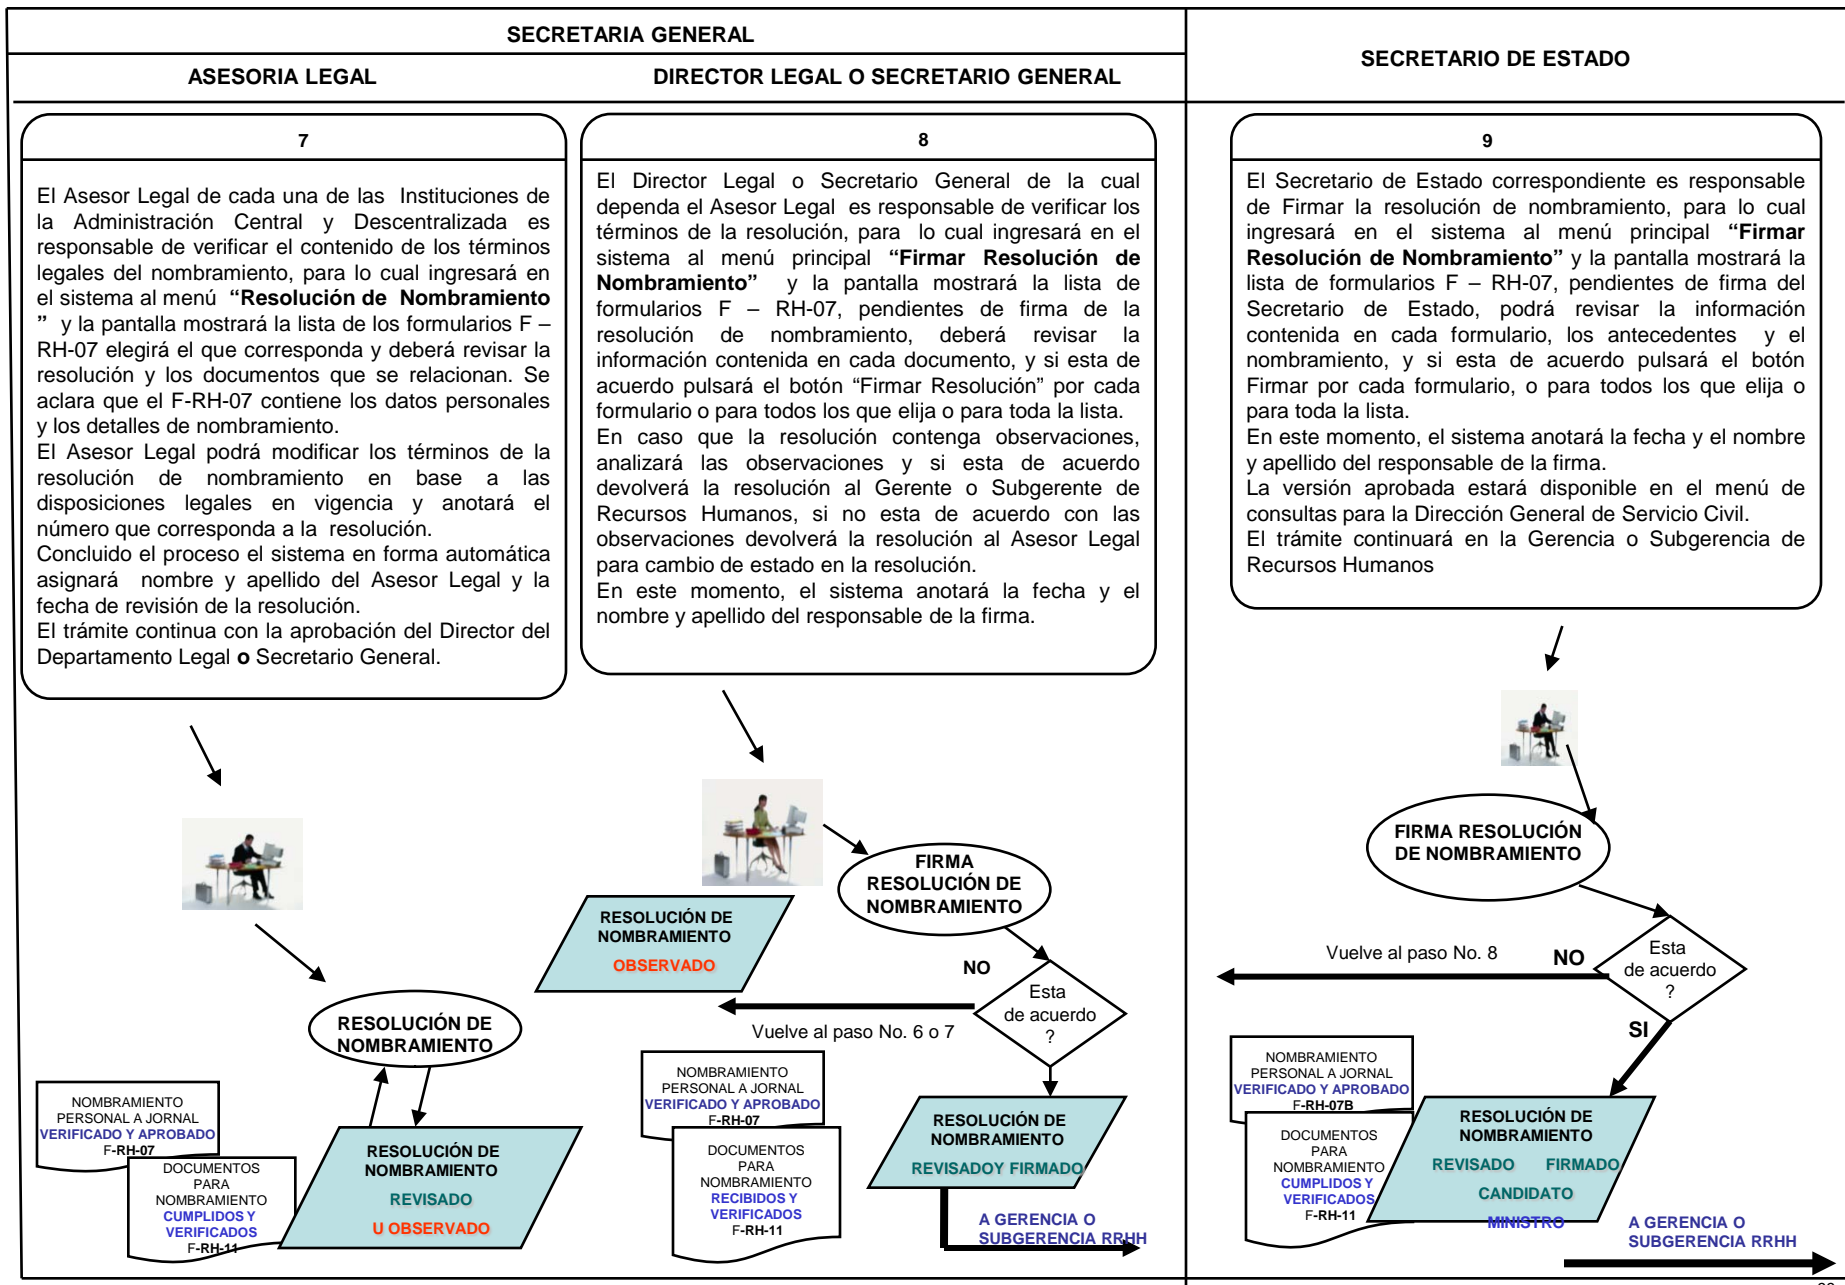 SECRETARIA GENERAL
ASESORIA LEGAL
DIRECTOR LEGAL O SECRETARIO GENERAL
SECRETARIO DE ESTADO
7
El Asesor Legal de cada una de las Instituciones de
la Administración Central y Descentralizada es
responsable de verificar el contenido de los términos
legales del nombramiento, para lo cual ingresará en
el sistema al menú “Resolución de Nombramiento
” y la pantalla mostrará la lista de los formularios F –
RH-07 elegirá el que corresponda y deberá revisar la
resolución y los documentos que se relacionan. Se
aclara que el F-RH-07 contiene los datos personales
y los detalles de nombramiento.
El Asesor Legal podrá modificar los términos de la
resolución de nombramiento en base a las
disposiciones legales en vigencia y anotará el
número que corresponda a la resolución.
Concluido el proceso el sistema en forma automática
asignará nombre y apellido del Asesor Legal y la
fecha de revisión de la resolución.
El trámite continua con la aprobación del Director del
Departamento Legal o Secretario General.
8
El Director Legal o Secretario General de la cual
dependa el Asesor Legal es responsable de verificar los
términos de la resolución, para lo cual ingresará en el
sistema al menú principal “Firmar Resolución de
Nombramiento” y la pantalla mostrará la lista de
formularios F – RH-07, pendientes de firma de la
resolución de nombramiento, deberá revisar la
información contenida en cada documento, y si esta de
acuerdo pulsará el botón “Firmar Resolución” por cada
formulario o para todos los que elija o para toda la lista.
En caso que la resolución contenga observaciones,
analizará las observaciones y si esta de acuerdo
devolverá la resolución al Gerente o Subgerente de
Recursos Humanos, si no esta de acuerdo con las
observaciones devolverá la resolución al Asesor Legal
para cambio de estado en la resolución.
En este momento, el sistema anotará la fecha y el
nombre y apellido del responsable de la firma.
9
El Secretario de Estado correspondiente es responsable
de Firmar la resolución de nombramiento, para lo cual
ingresará en el sistema al menú principal “Firmar
Resolución de Nombramiento” y la pantalla mostrará la
lista de formularios F – RH-07, pendientes de firma del
Secretario de Estado, podrá revisar la información
contenida en cada formulario, los antecedentes y el
nombramiento, y si esta de acuerdo pulsará el botón
Firmar por cada formulario, o para todos los que elija o
para toda la lista.
En este momento, el sistema anotará la fecha y el nombre
y apellido del responsable de la firma.
La versión aprobada estará disponible en el menú de
consultas para la Dirección General de Servicio Civil.
El trámite continuará en la Gerencia o Subgerencia de
Recursos Humanos
RESOLUCIÓN DE
NOMBRAMIENTO
NOMBRAMIENTO
PERSONAL A JORNAL
VERIFICADO Y APROBADO
F-RH-07
DOCUMENTOS
PARA
NOMBRAMIENTO
CUMPLIDOS Y
VERIFICADOS
F-RH-11
RESOLUCIÓN DE
NOMBRAMIENTO
REVISADO
U OBSERVADO
FIRMA
RESOLUCIÓN DE
NOMBRAMIENTO
RESOLUCIÓN DE
NOMBRAMIENTO
OBSERVADO
NO
Esta
de acuerdo
?
Vuelve al paso No. 6 o 7
NOMBRAMIENTO
PERSONAL A JORNAL
VERIFICADO Y APROBADO
F-RH-07
DOCUMENTOS
PARA
NOMBRAMIENTO
RECIBIDOS Y
VERIFICADOS
F-RH-11
RESOLUCIÓN DE
NOMBRAMIENTO
REVISADOY FIRMADO
A GERENCIA O
SUBGERENCIA RRHH
FIRMA RESOLUCIÓN
DE NOMBRAMIENTO
Vuelve al paso No. 8
NO
Esta
de acuerdo
?
SI
NOMBRAMIENTO
PERSONAL A JORNAL
VERIFICADO Y APROBADO
F-RH-07B
DOCUMENTOS
PARA
NOMBRAMIENTO
CUMPLIDOS Y
VERIFICADOS
F-RH-11
RESOLUCIÓN DE
NOMBRAMIENTO
REVISADO FIRMADO
CANDIDATO
MINISTRO
A GERENCIA O
SUBGERENCIA RRHH